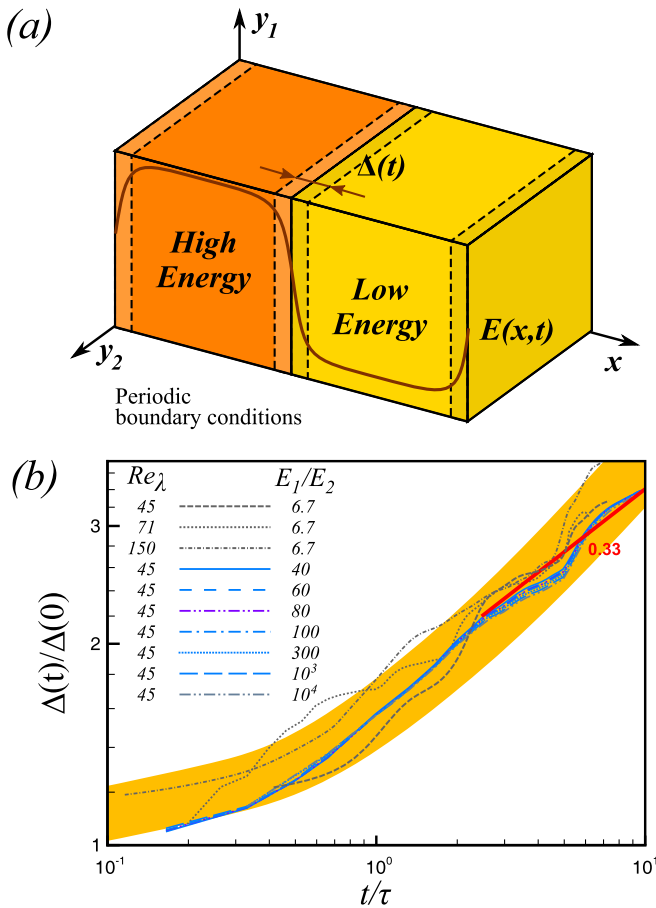 (a)
y1
Δ(t)
High
Energy
Low
Energy
E(x,t)
y2
x
Periodic
boundary conditions
(b)
Reλ E1/E2
45 6.7
71 6.7
150 6.7
45 40
45 60
45 80
45 100
45 300
45 10³
45 10⁴
0.33
3
2
1
Δ(t)/Δ(0)
10⁻¹ 10⁰ 10¹
t/τ